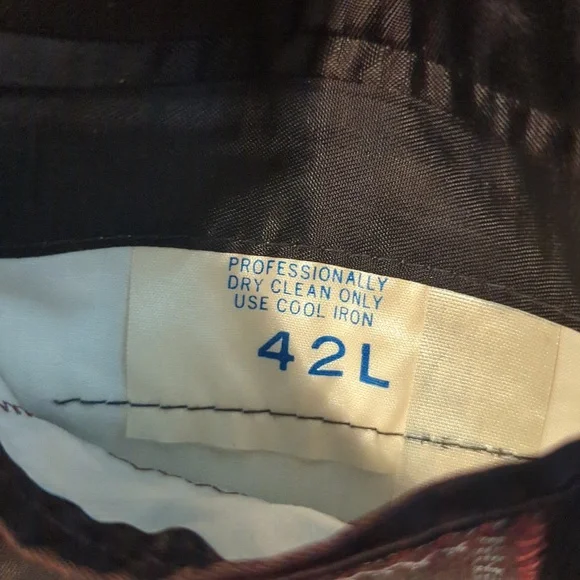 PROFESSIONALLY
DRY CLEAN ONLY
USE COOL IRON
42L